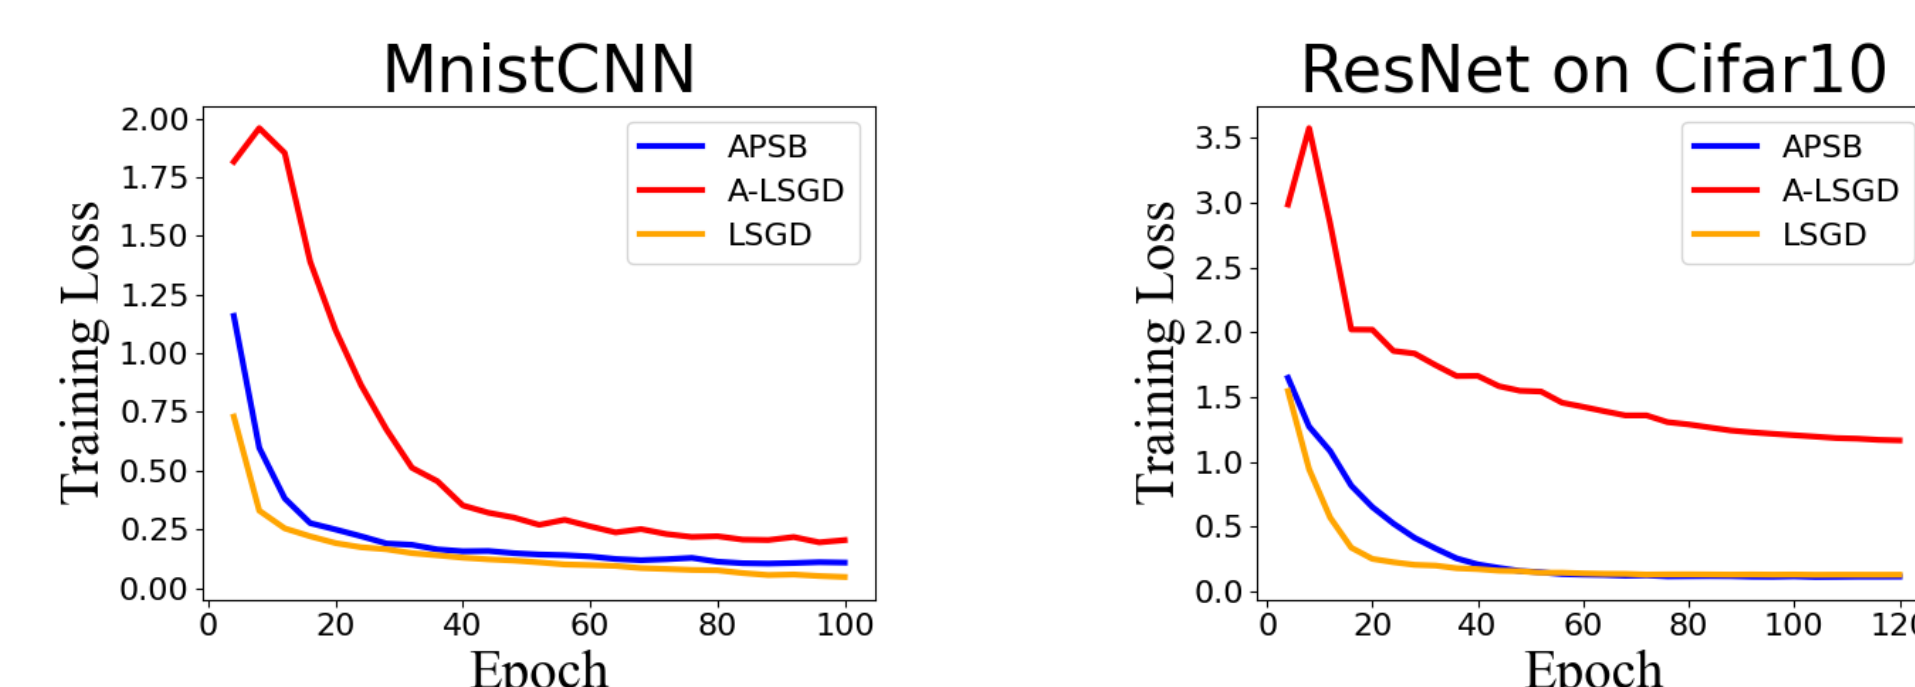 MnistCNN
2.00
1.75
1.50
1.25
1.00
0.75
0.50
0.25
0.00
Training Loss
APSB
A-LSGD
LSGD
0 20 40 60 80 100
Epoch
ResNet on Cifar10
3.5
3.0
2.5
2.0
1.5
1.0
0.5
0.0
Training Loss
APSB
A-LSGD
LSGD
0 20 40 60 80 100 120
Epoch